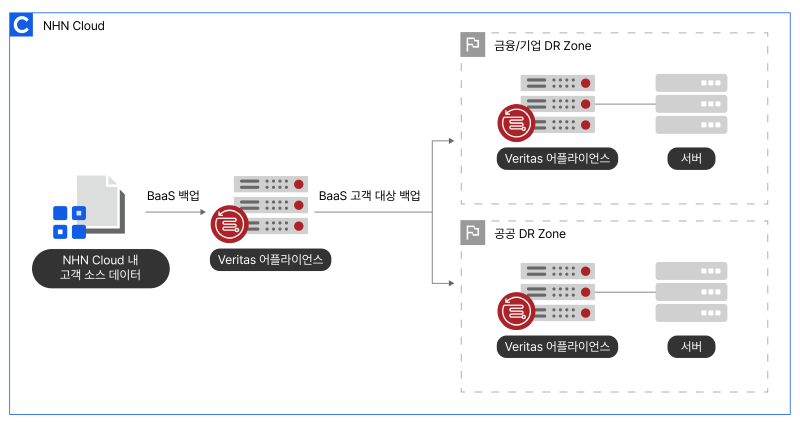 NHN Cloud
금융/기업 DR Zone
Veritas 어플라이언스
서버
BaaS 백업
BaaS 고객 대상 백업
NHN Cloud 내
고객 소스 데이터
Veritas 어플라이언스
공공 DR Zone
Veritas 어플라이언스
서버